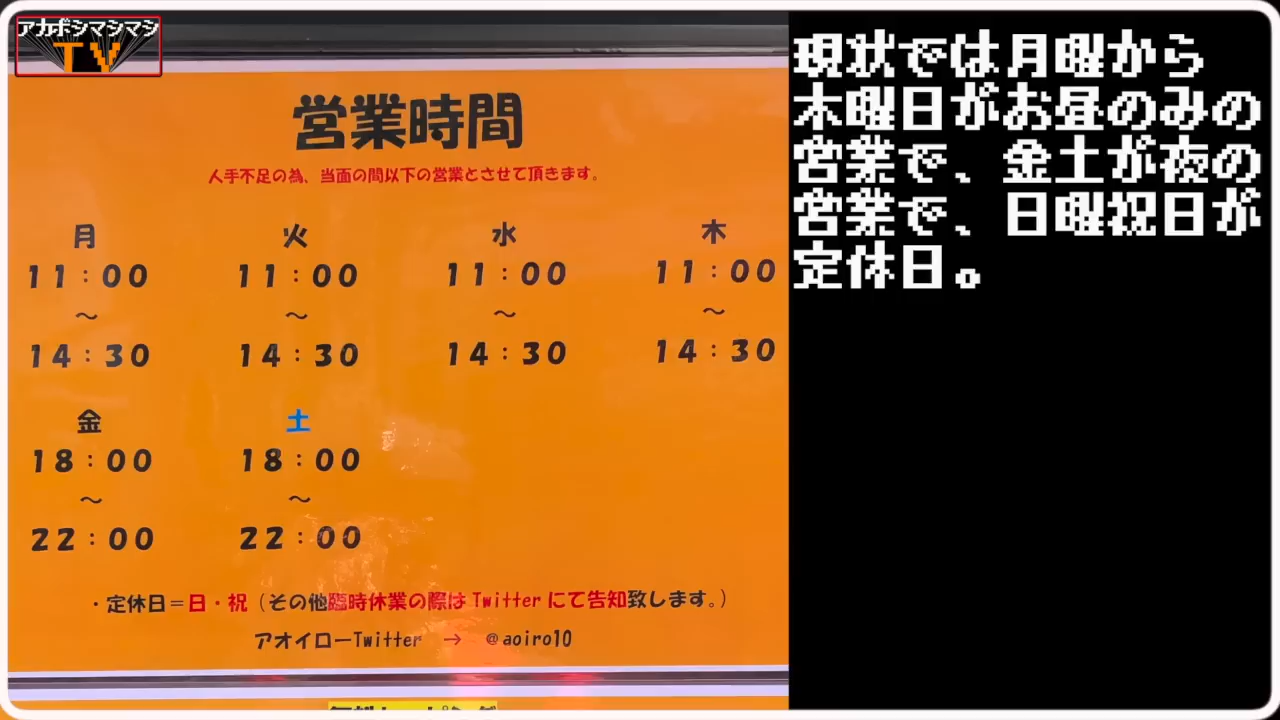 アカボシマシマシ
TV
営業時間
人手不足の為、当面の間以下の営業とさせて頂きます。
月 火 水 木
11:00 11:00 11:00 11:00
～ ～ ～ ～
14:30 14:30 14:30 14:30
金 土
18:00 18:00
～ ～
22:00 22:00
・定休日＝日・祝（その他臨時休業の際はTwitterにて告知致します。）
アオイローTwitter → @aoiro10
現状では月曜から
木曜日がお昼のみの
営業で、金土が夜の
営業で、日曜祝日が
定休日。